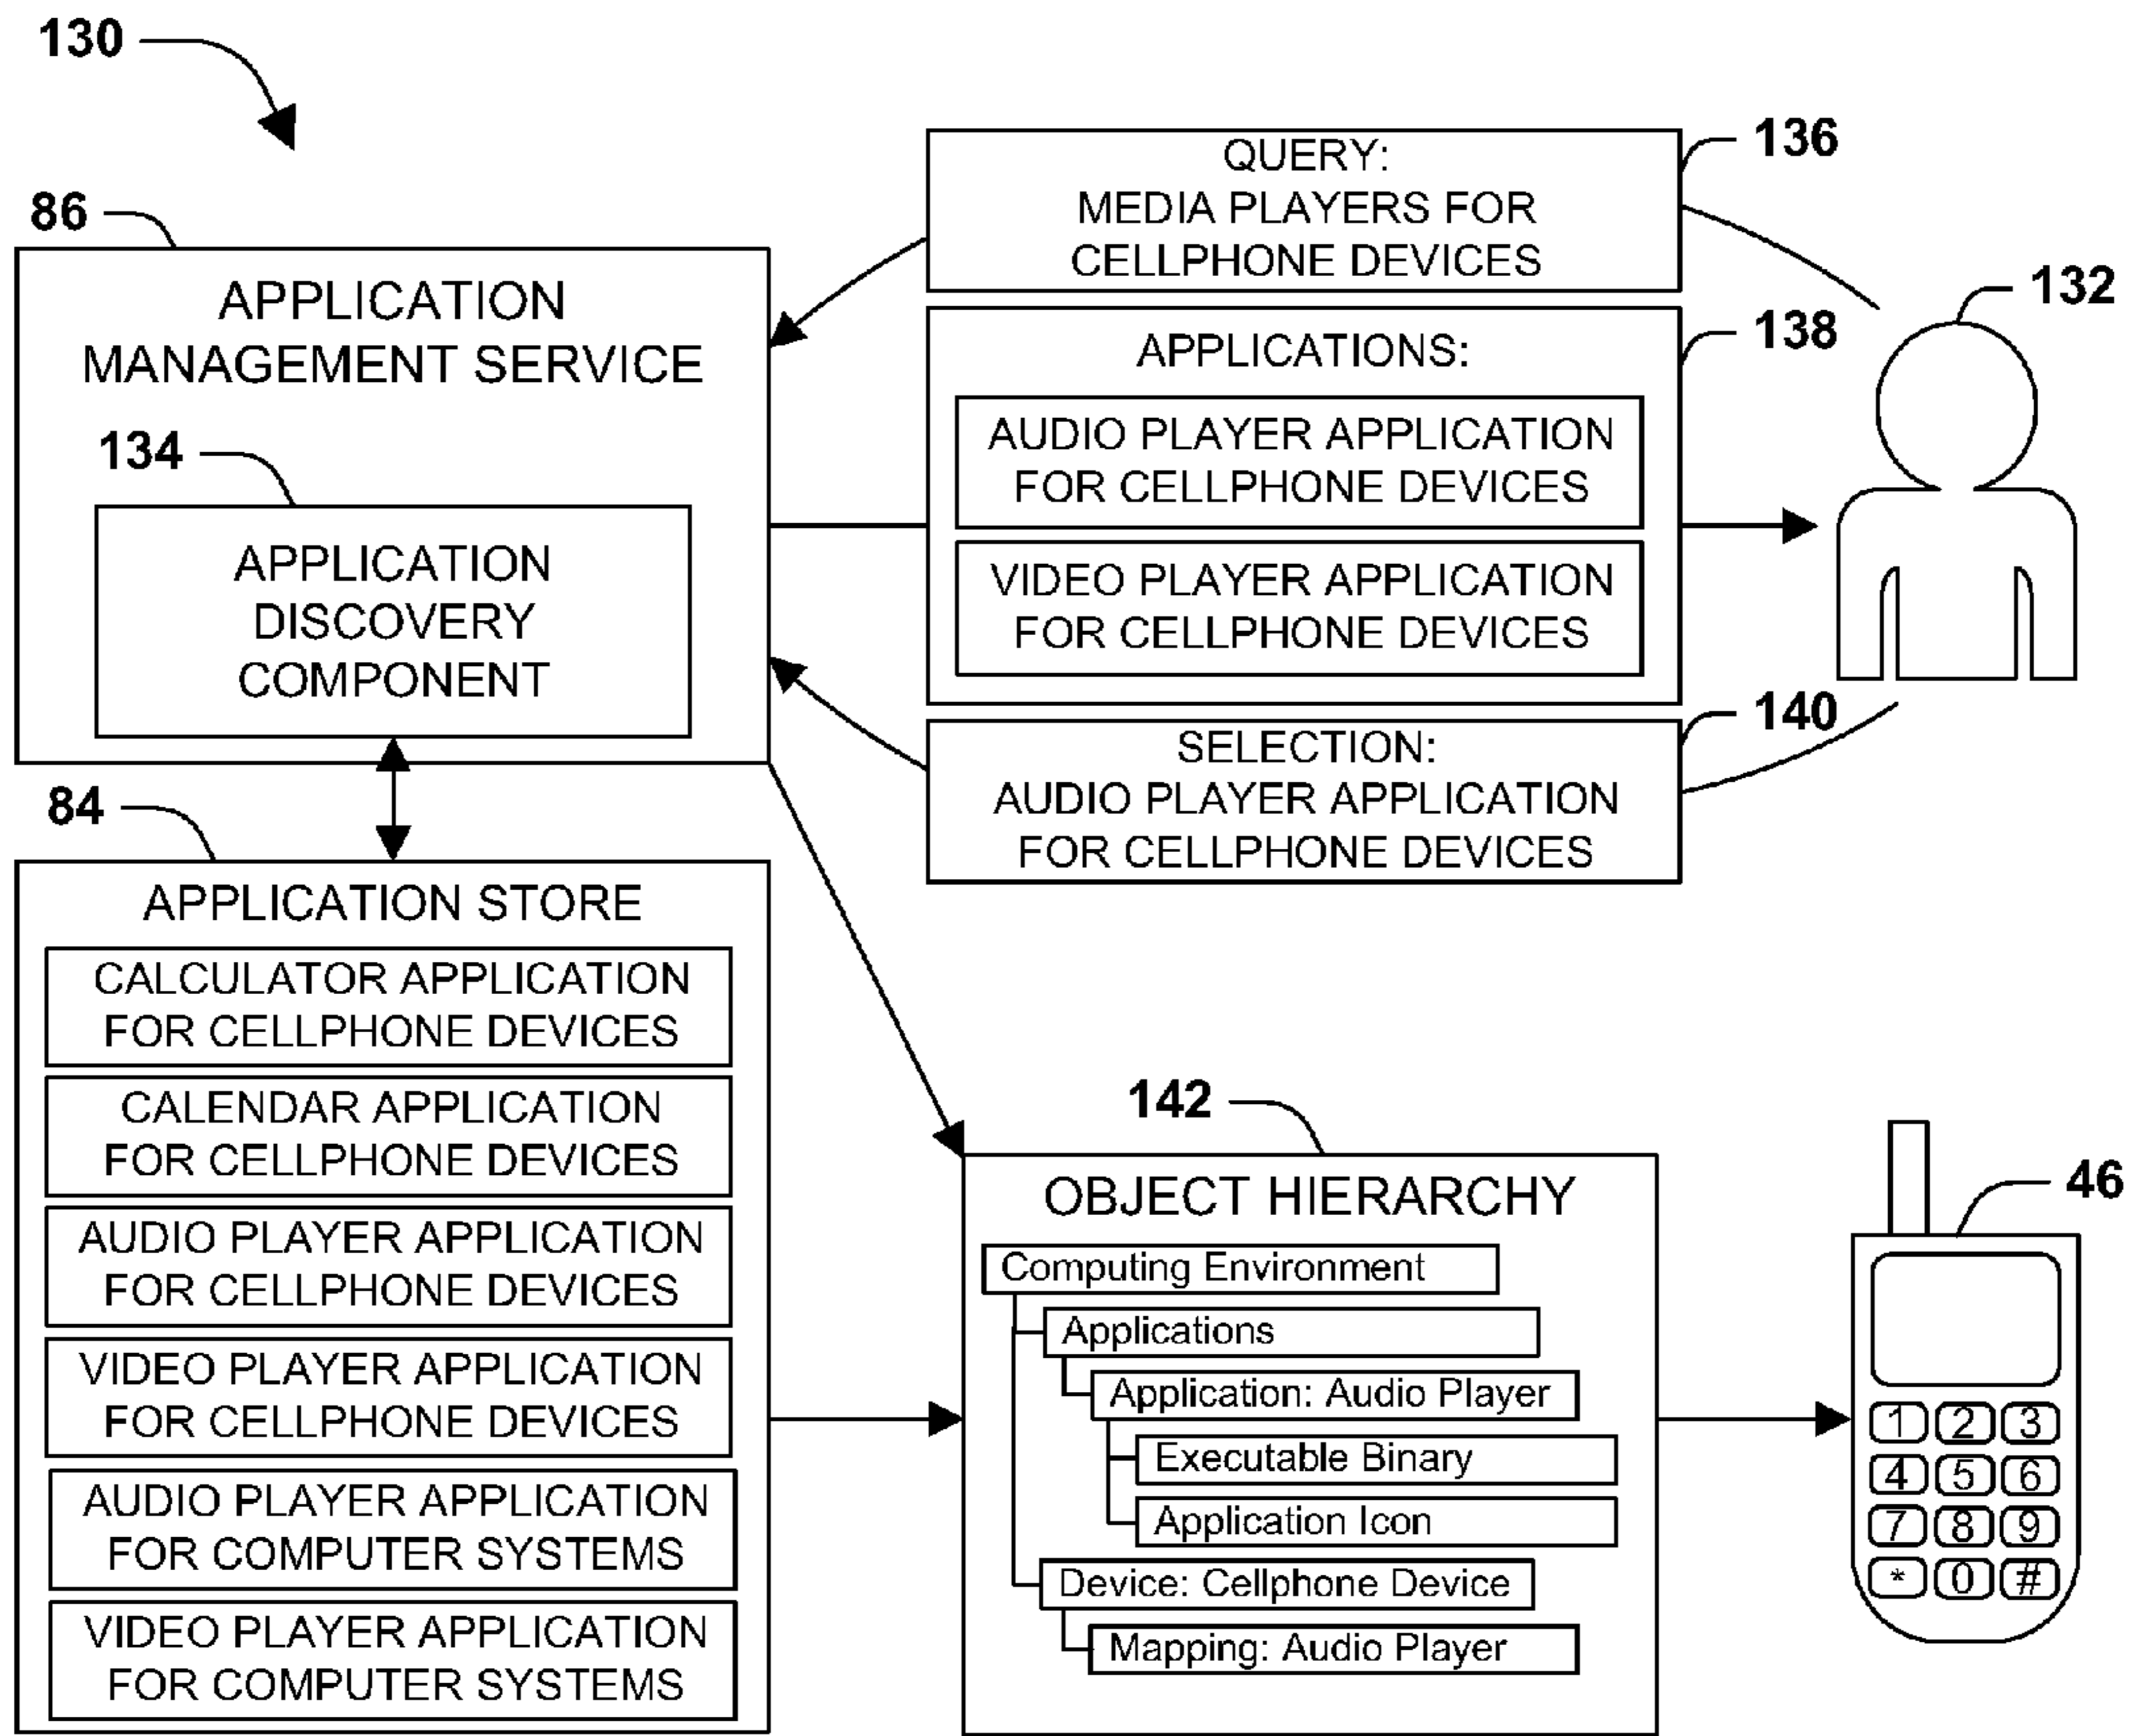 130
86
APPLICATION
MANAGEMENT SERVICE
134
APPLICATION
DISCOVERY
COMPONENT
136
QUERY:
MEDIA PLAYERS FOR
CELLPHONE DEVICES
132
138
APPLICATIONS:
AUDIO PLAYER APPLICATION
FOR CELLPHONE DEVICES
VIDEO PLAYER APPLICATION
FOR CELLPHONE DEVICES
140
SELECTION:
AUDIO PLAYER APPLICATION
FOR CELLPHONE DEVICES
84
APPLICATION STORE
CALCULATOR APPLICATION
FOR CELLPHONE DEVICES
CALENDAR APPLICATION
FOR CELLPHONE DEVICES
AUDIO PLAYER APPLICATION
FOR CELLPHONE DEVICES
VIDEO PLAYER APPLICATION
FOR CELLPHONE DEVICES
AUDIO PLAYER APPLICATION
FOR COMPUTER SYSTEMS
VIDEO PLAYER APPLICATION
FOR COMPUTER SYSTEMS
142
OBJECT HIERARCHY
Computing Environment
Applications
Application: Audio Player
Executable Binary
Application Icon
Device: Cellphone Device
Mapping: Audio Player
46
1 2 3
4 5 6
7 8 9
* 0 #